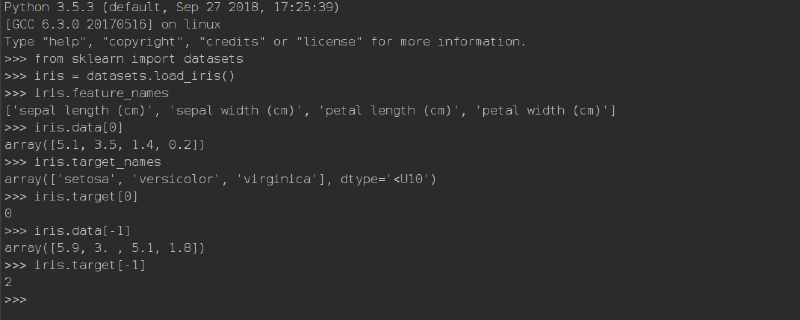 Python 3.5.3 (default, Sep 27 2018, 17:25:39)
[GCC 6.3.0 20170516] on linux
Type "help", "copyright", "credits" or "license" for more information.
>>> from sklearn import datasets
>>> iris = datasets.load_iris()
>>> iris.feature_names
['sepal length (cm)', 'sepal width (cm)', 'petal length (cm)', 'petal width (cm)']
>>> iris.data[0]
array([5.1, 3.5, 1.4, 0.2])
>>> iris.target_names
array(['setosa', 'versicolor', 'virginica'], dtype='<U10')
>>> iris.target[0]
0
>>> iris.data[-1]
array([5.9, 3. , 5.1, 1.8])
>>> iris.target[-1]
2
>>>